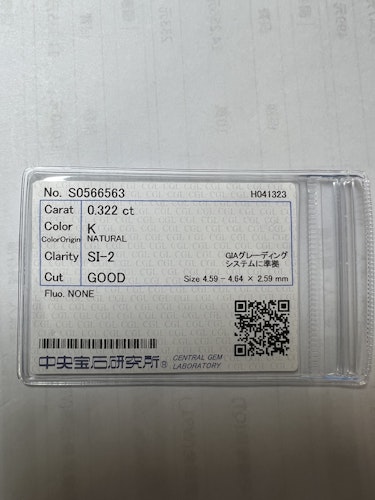 No. S0566563 H041323
Carat 0.322 ct
Color K
ColorOrigin NATURAL
Clarity SI-2 GIAグレーディング
システムに準拠
Cut GOOD Size 4.59 - 4.64 × 2.59 mm
Fluo. NONE
中央宝石研究所® CENTRAL GEM
LABORATORY